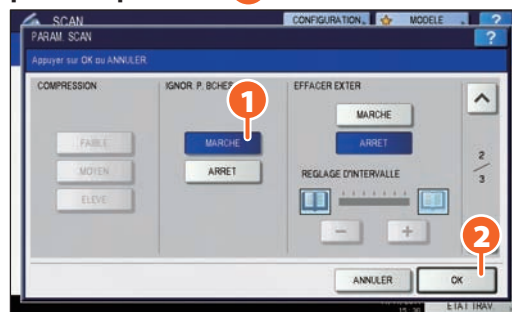 SCAN
CONFIGURATION
MODELE
?
PARAM. SCAN
?
Appuyer sur OK ou ANNULER.
COMPRESSION
IGNOR. P. BCHES
EFFACER EXTER
1
MARCHE
FAIBLE
MARCHE
ARRET
MOYEN
ARRET
REGLAGE D'INTERVALLE
2
3
ELEVE
-
+
2
ANNULER
OK
ETAT TRAV.